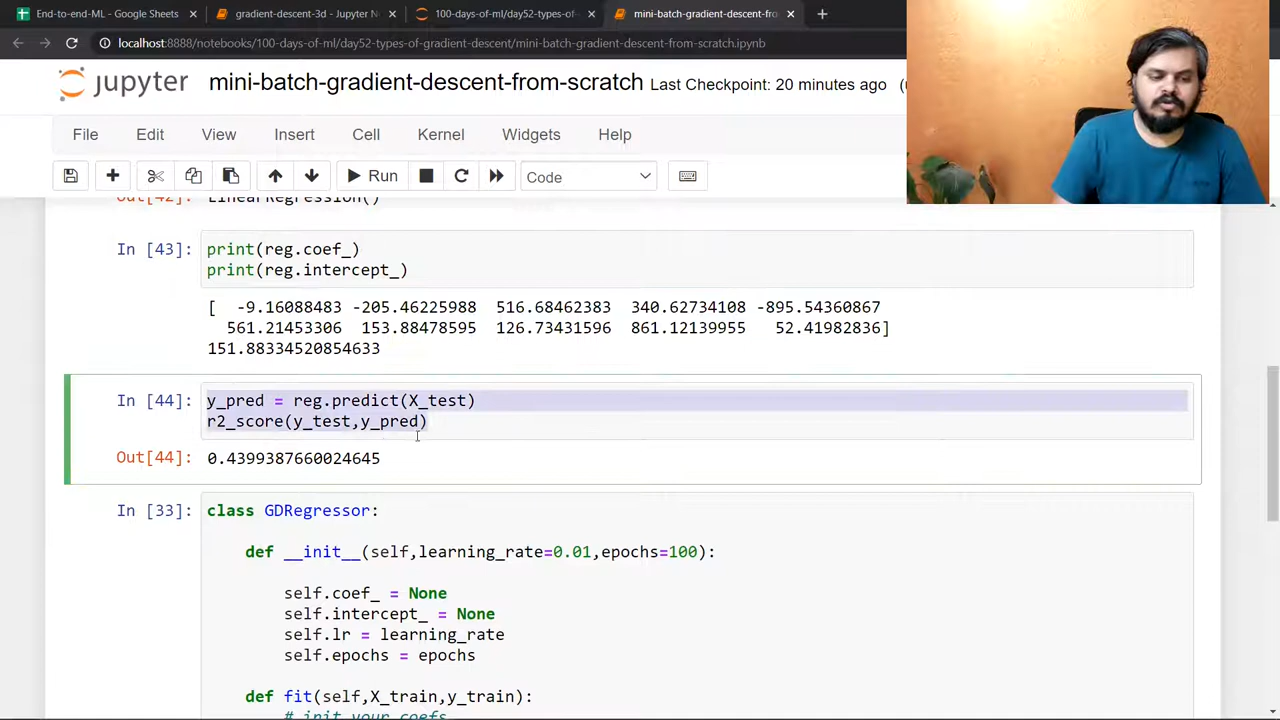 End-to-end-ML - Google Sheets
gradient-descent-3d - Jupyter N
100-days-of-ml/day52-types-of-
mini-batch-gradient-descent-fro
localhost:8888/notebooks/100-days-of-ml/day52-types-of-gradient-descent/mini-batch-gradient-descent-from-scratch.ipynb
jupyter mini-batch-gradient-descent-from-scratch Last Checkpoint: 20 minutes ago
File Edit View Insert Cell Kernel Widgets Help
Run Code
Out[42]: LinearRegression()
In [43]: print(reg.coef_)
print(reg.intercept_)
[ -9.16088483 -205.46225988 516.68462383 340.62734108 -895.54360867
561.21453306 153.88478595 126.73431596 861.12139955 52.41982836]
151.88334520854633
In [44]: y_pred = reg.predict(X_test)
r2_score(y_test,y_pred)
Out[44]: 0.4399387660024645
In [33]: class GDRegressor:
def __init__(self,learning_rate=0.01,epochs=100):
self.coef_ = None
self.intercept_ = None
self.lr = learning_rate
self.epochs = epochs
def fit(self,X_train,y_train):
# init your coefs